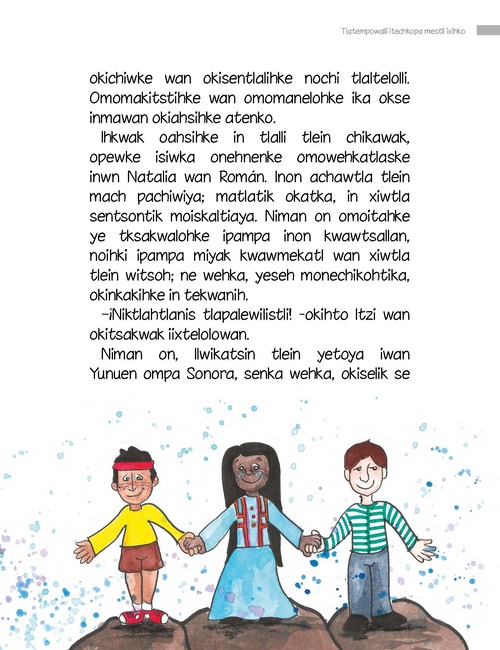 Tlatempowalli itechkopa mestli ixihko
okichiwke wan okisentlalihke nochi tlaltelolli.
Omomakitstihke wan omomanelohke ika okse
inmawan okiahsihke atenko.
Ihkwak oahsihke in tlalli tlein chikawak,
opewke isiwka onehnenke omowehkatlaske
inwn Natalia wan Román. Inon achawtla tlein
mach pachiwiya; matlatik okatka, in xiwtla
sentsontik moiskaltiaya. Niman on omoitahke
ye tksakwalohke ipampa inon kwawtsallan,
noihki ipampa miyak kwawmekatl wan xiwtla
tlein witsoh; ne wehka, yeseh monechikohtika,
okinkakihke in tekwanih.
–¡Niktlahtlanis tlapalewilistli! -okihto Itzi wan
okitsakwak iixtelolowan.
Niman on, Ilwikatsin tlein yetoya iwan
Yunuen ompa Sonora, senka wehka, okiselik se